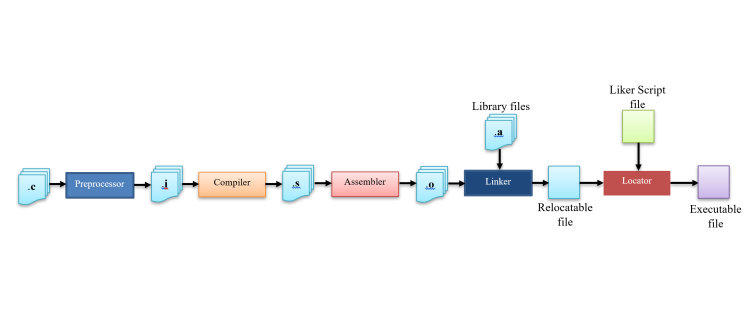 Liker Script
file
Library files
.a
.c
Preprocessor
.i
Compiler
.s
Assembler
.o
Linker
Locator
Relocatable
file
Executable
file